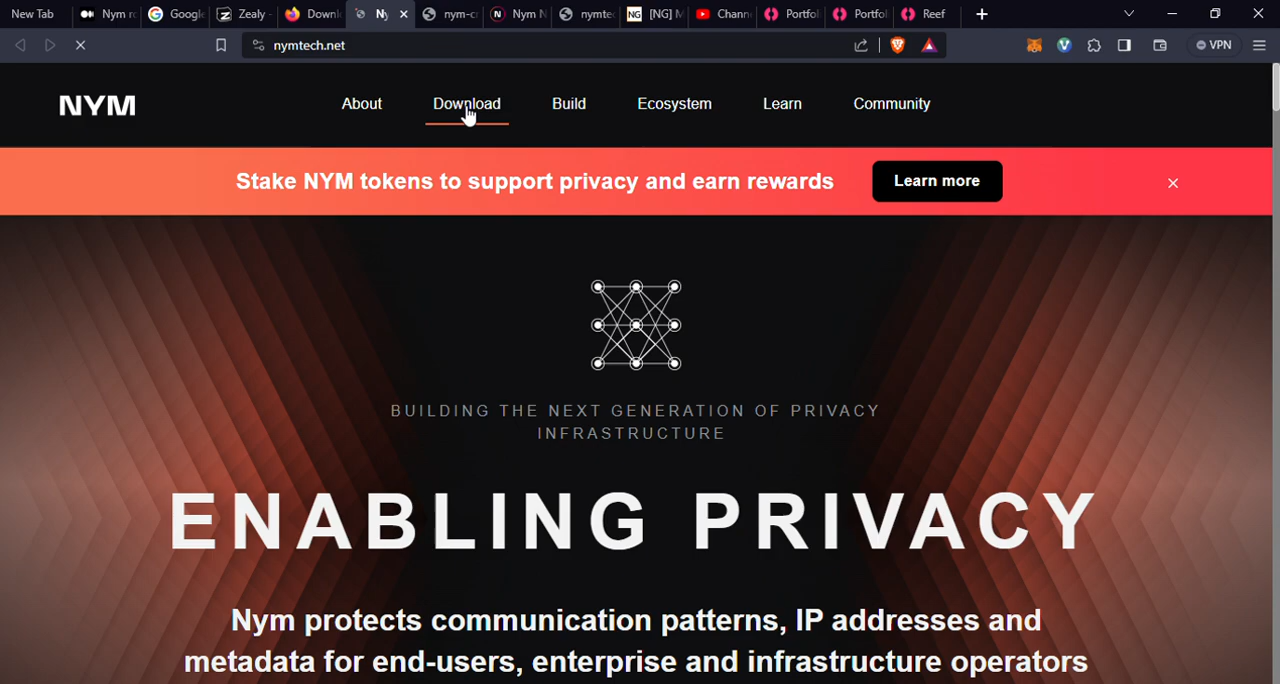 New Tab Nym Google Zealy - Downl Ny nym-c Nym N nymtec [NG] M Chann Portfol Portfol Reef
nymtech.net VPN
NYM About Download Build Ecosystem Learn Community
Stake NYM tokens to support privacy and earn rewards Learn more
BUILDING THE NEXT GENERATION OF PRIVACY
INFRASTRUCTURE
ENABLING PRIVACY
Nym protects communication patterns, IP addresses and
metadata for end-users, enterprise and infrastructure operators